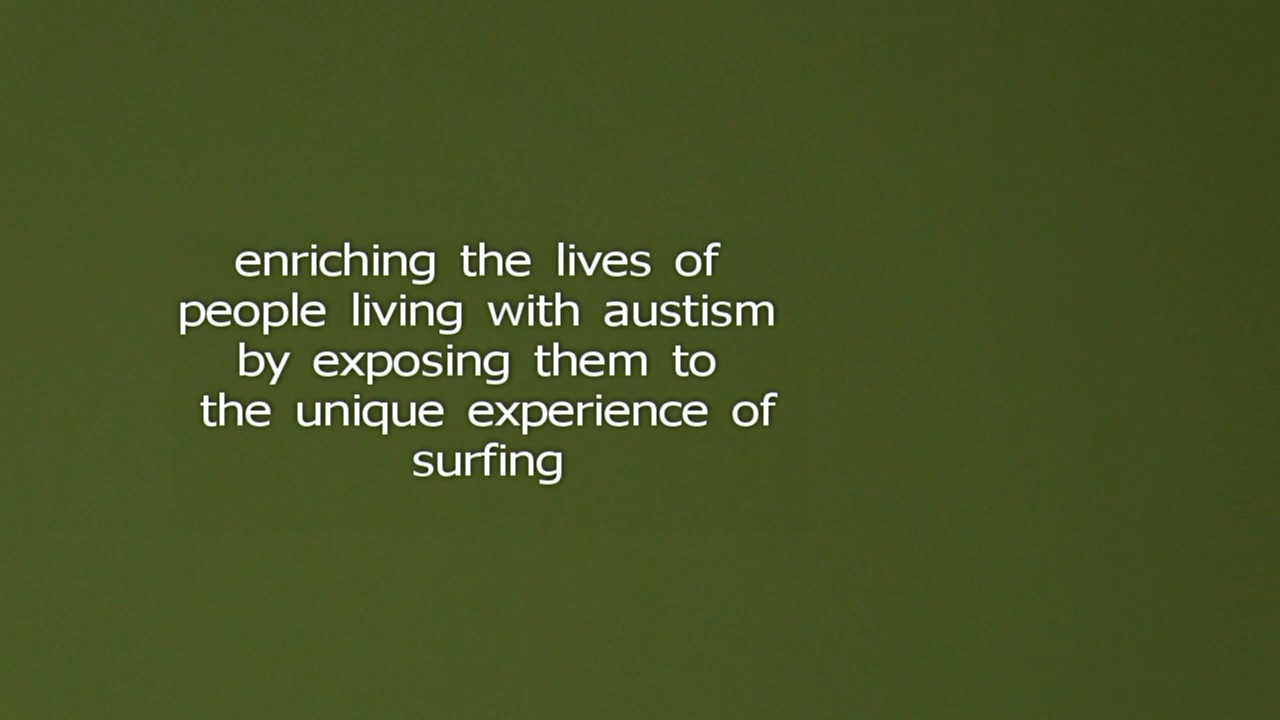 enriching the lives of
people living with austism
by exposing them to
the unique experience of
surfing